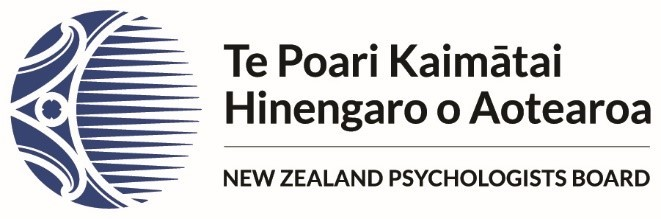 Te Poari Kaimātai
Hinengaro o Aotearoa
NEW ZEALAND PSYCHOLOGISTS BOARD